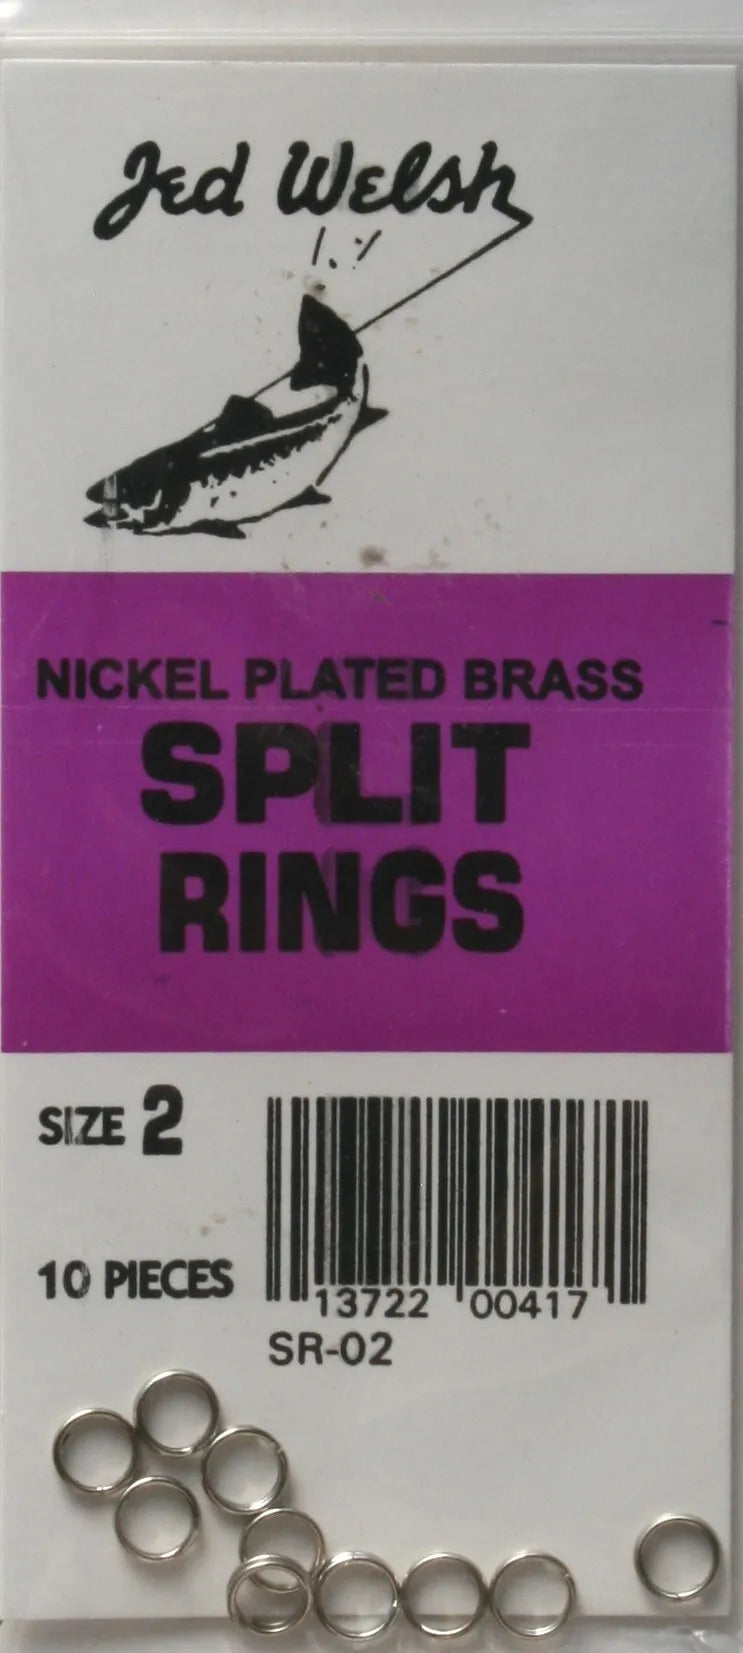 Jed Welsh
NICKEL PLATED BRASS
SPLIT
RINGS
SIZE 2
10 PIECES
13722 00417
SR-02